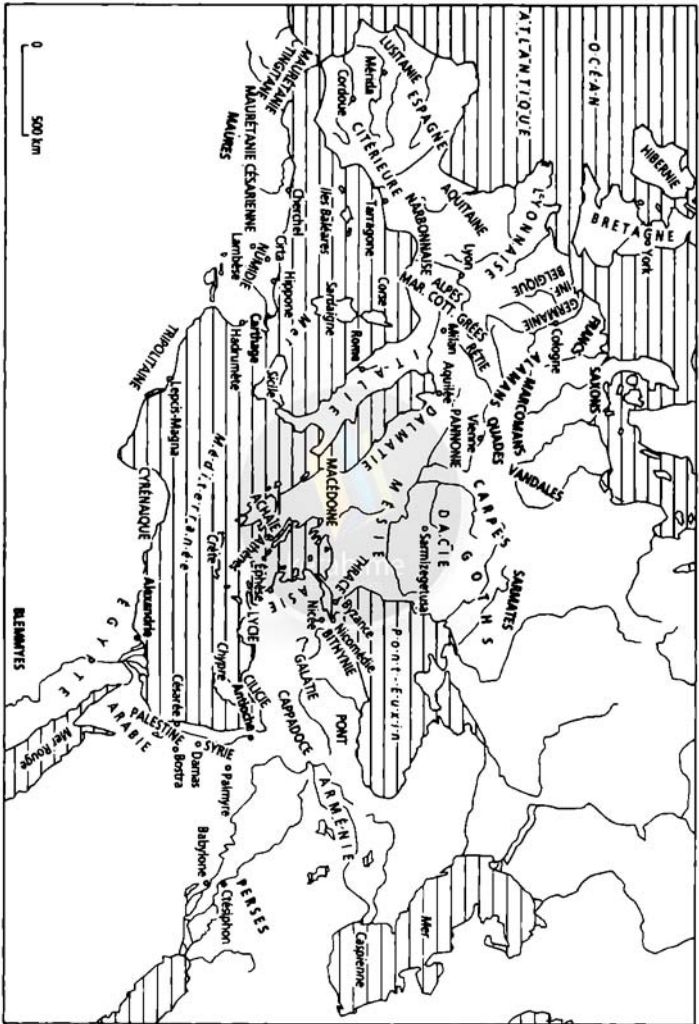 OCÉAN
ATLANTIQUE
HIBERNIE
BRETAGNE
York
LYONNAISE
BELGIQUE
INF.
GERMANIE
Cologne
FRANCS
SAXONS
ALAMANS
MARCOMANS
QUADES
VANDALES
AQUITAINE
Lyon
NARBONNAISE
ALPES
MAR. COTT. GRÉES
RÉTIE
Milan
Aquilée
Vienne
PANNONIE
DALMATIE
CARPES
GOTHS
SARMATES
DACIE
Sarmizegetusa
MÉSIE
LUSITANIE
ESPAGNE
CITÉRIEURE
Mérida
Cordoue
Tarragone
Iles Baléares
Corse
Sardaigne
Rome
ITALIE
Sicile
MACÉDOINE
THRACE
Byzance
Nicomédie
Nicée
BITHYNIE
Pont-Euxin
PONT
GALATIE
CAPPADOCE
ARMÉNIE
Mer
Caspienne
ACHAÏE
Athènes
Éphèse
ASIE
LYCIE
CILICIE
Antioche
Chypre
Crète
Mer
Méditerranée
MAURÉTANIE
TINGITANE
MAURÉTANIE CÉSARIENNE
MAURES
Cherchel
Cirta
NUMIDIE
Lambèse
Hippone
Carthage
Hadrumète
TRIPOLITAINE
Lepcis-Magna
CYRÉNAÏQUE
Alexandrie
ÉGYPTE
BLEMMYES
Mer Rouge
ARABIE
PALESTINE
Césarée
Bostra
Damas
SYRIE
Palmyre
Babylone
Ctésiphon
PERSES
0
500 km